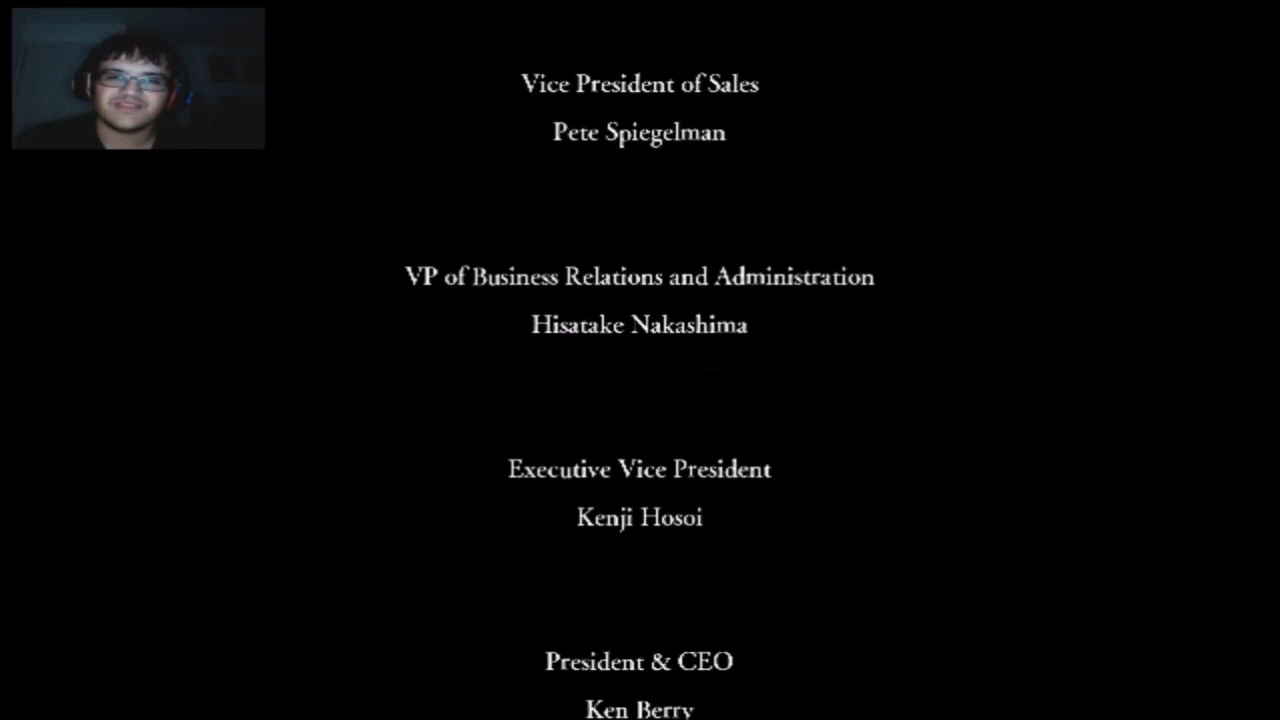 Vice President of Sales
Pete Spiegelman
VP of Business Relations and Administration
Hisatake Nakashima
Executive Vice President
Kenji Hosoi
President & CEO
Ken Berry